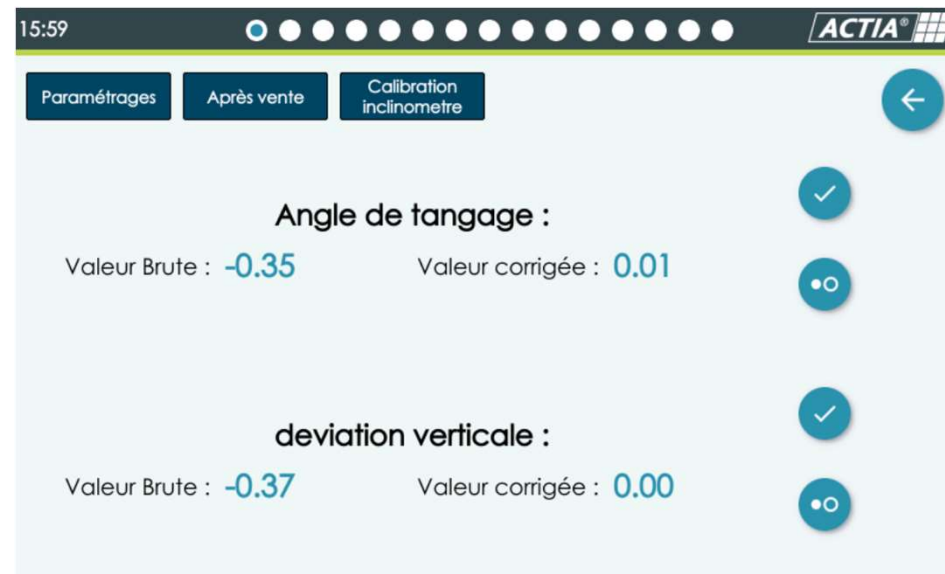 15:59
ACTIA®
Paramétrages
Après vente
Calibration
inclinometre
Angle de tangage :
Valeur Brute : -0.35 Valeur corrigée : 0.01
deviation verticale :
Valeur Brute : -0.37 Valeur corrigée : 0.00